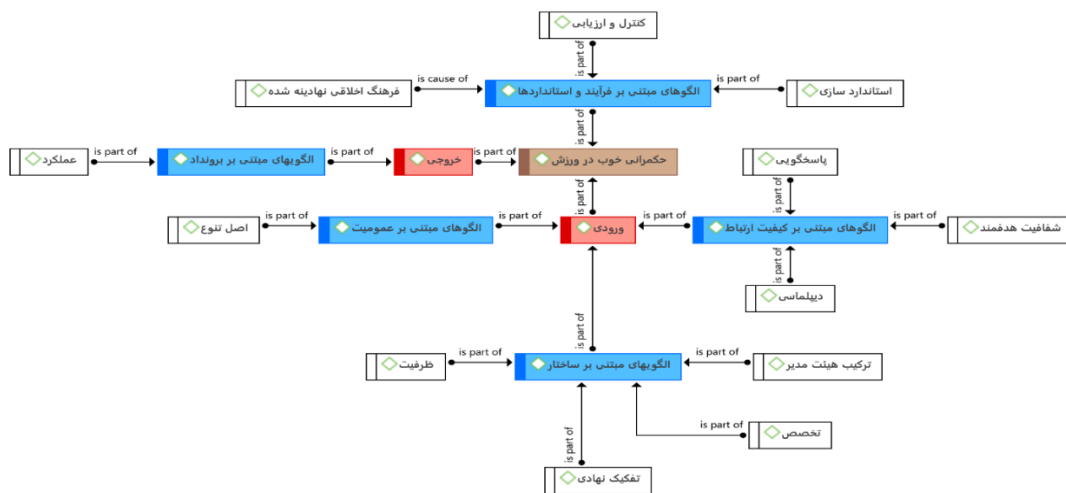 کنترل و ارزیابی
is part of
فرهنگ اخلاقی نهادینه شده
is cause of
الگوهای مبتنی بر فرآیند و استانداردها
is part of
استاندارد سازی
is part of
عملکرد
is part of
الگویهای مبتنی بر برونداد
is part of
خروجی
is part of
حکمرانی خوب در ورزش
پاسخگویی
is part of
is part of
اصل تنوع
is part of
الگوهای مبتنی بر عمومیت
is part of
ورودی
is part of
الگوهای مبتنی بر کیفیت ارتباط
is part of
شفافیت هدفمند
is part of
دیپلماسی
is part of
ظرفیت
is part of
الگویهای مبتنی بر ساختار
is part of
ترکیب هیئت مدیر
is part of
تخصص
is part of
تفکیک نهادی